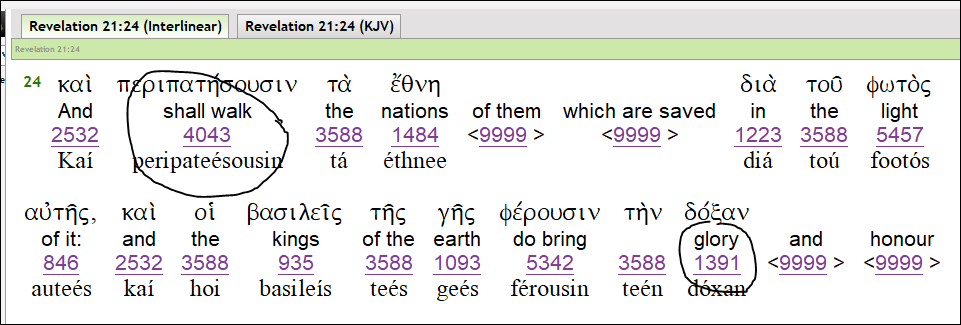 Revelation 21:24 (Interlinear) Revelation 21:24 (KJV)
Revelation 21:24
24 καὶ περιπατήσουσιν τὰ ἔθνη διὰ τοῦ φωτὸς
And shall walk the nations of them which are saved in the light
2532 4043 3588 1484 <9999 > <9999 > 1223 3588 5457
Kaí peripateésousin tá éthnee diá toú footós
αὐτῆς, καὶ οἱ βασιλεῖς τῆς γῆς φέρουσιν τὴν δόξαν
of it: and the kings of the earth do bring glory and honour
846 2532 3588 935 3588 1093 5342 3588 1391 <9999 > <9999 >
auteés kaí hoi basileís teés geés férousin teén dóxan